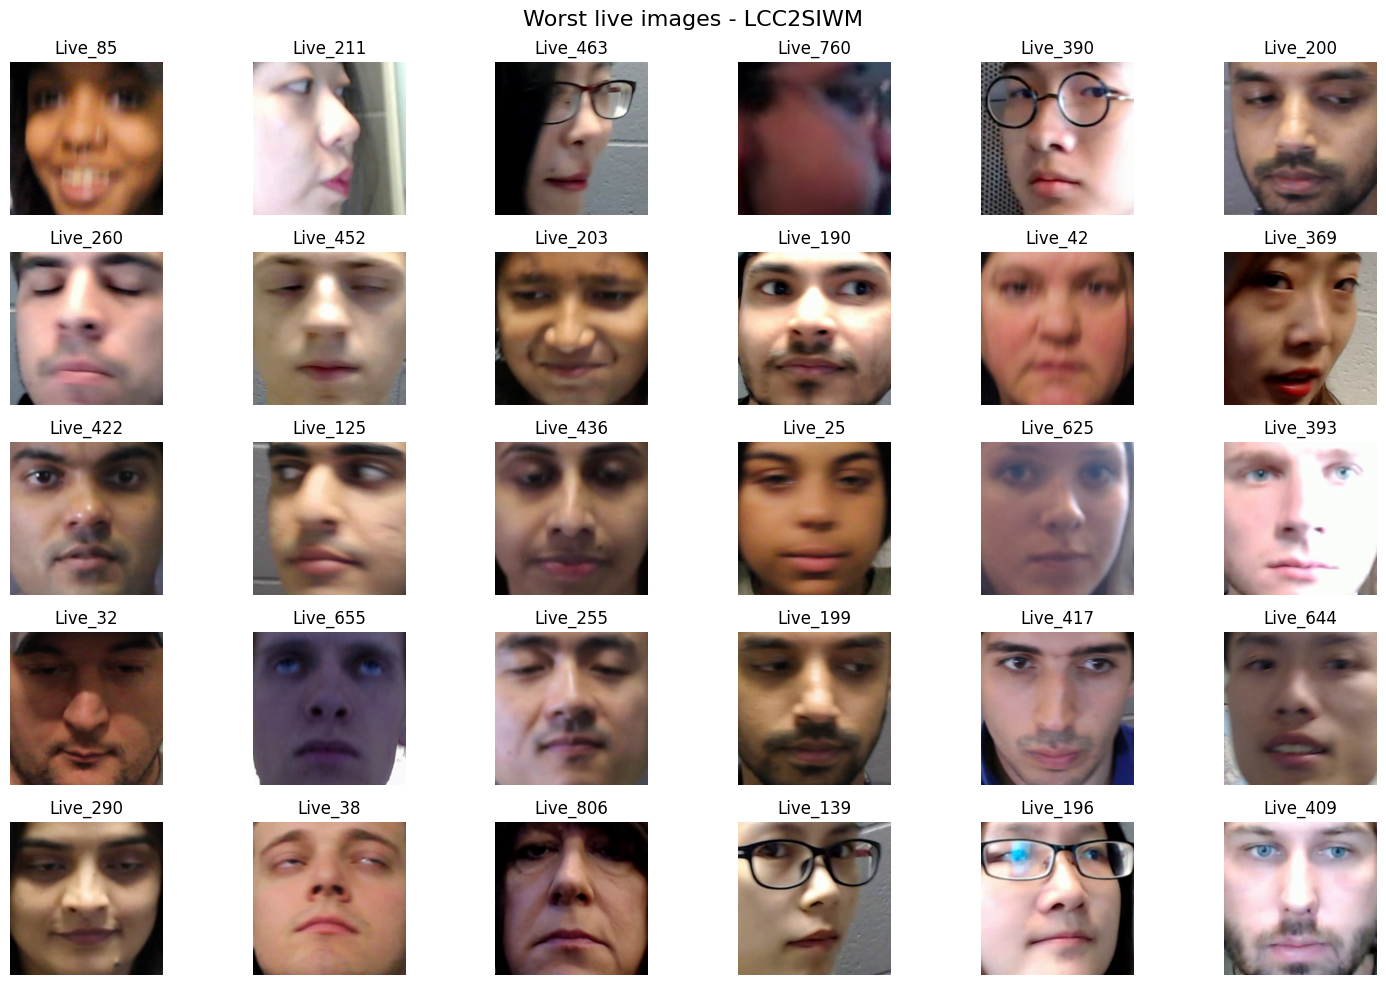 Worst live images - LCC2SIWM
Live_85 Live_211 Live_463 Live_760 Live_390 Live_200
Live_260 Live_452 Live_203 Live_190 Live_42 Live_369
Live_422 Live_125 Live_436 Live_25 Live_625 Live_393
Live_32 Live_655 Live_255 Live_199 Live_417 Live_644
Live_290 Live_38 Live_806 Live_139 Live_196 Live_409